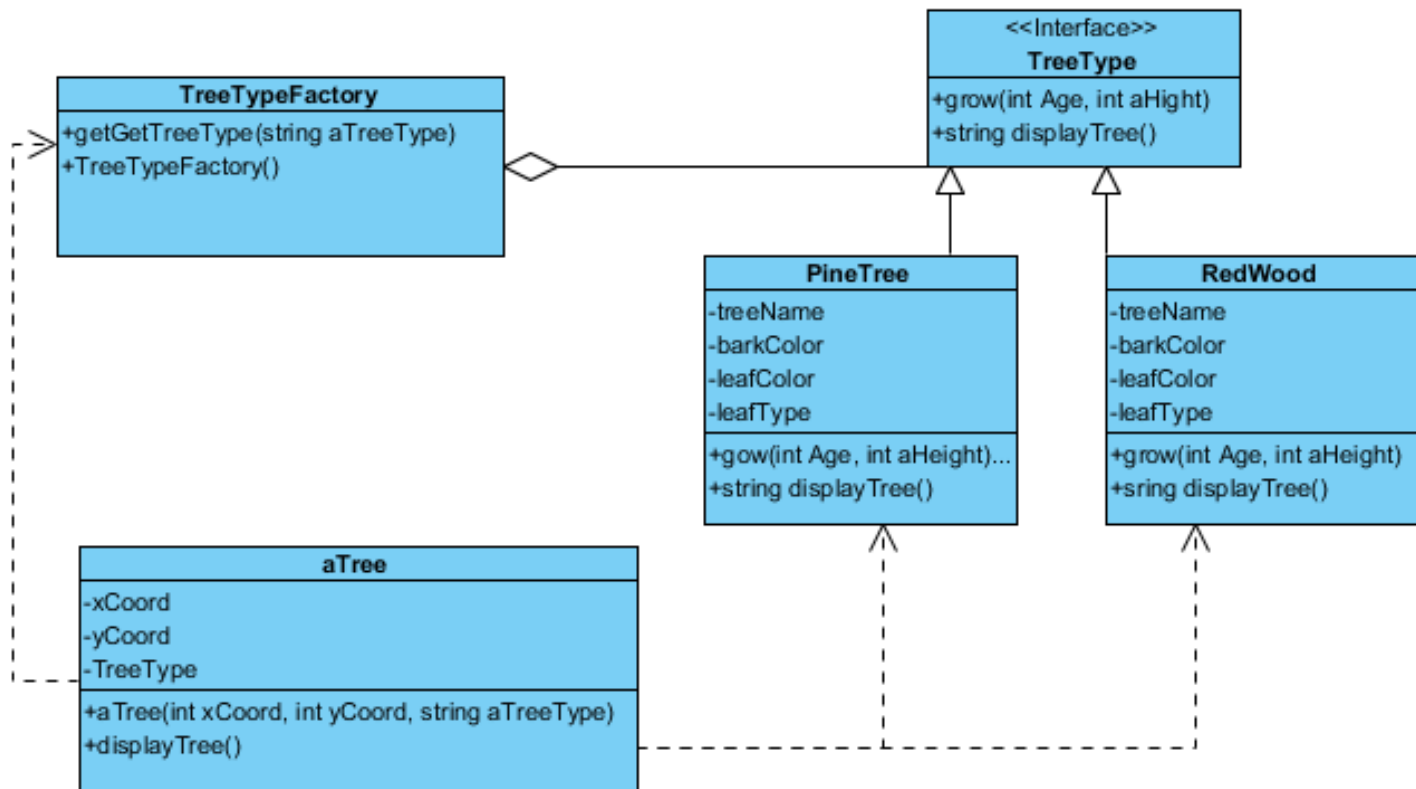 <<Interface>>
TreeType
+grow(int Age, int aHight)
+string displayTree()
TreeTypeFactory
+getGetTreeType(string aTreeType)
+TreeTypeFactory()
PineTree
-treeName
-barkColor
-leafColor
-leafType
+gow(int Age, int aHeight)...
+string displayTree()
RedWood
-treeName
-barkColor
-leafColor
-leafType
+grow(int Age, int aHeight)
+sring displayTree()
aTree
-xCoord
-yCoord
-TreeType
+aTree(int xCoord, int yCoord, string aTreeType)
+displayTree()